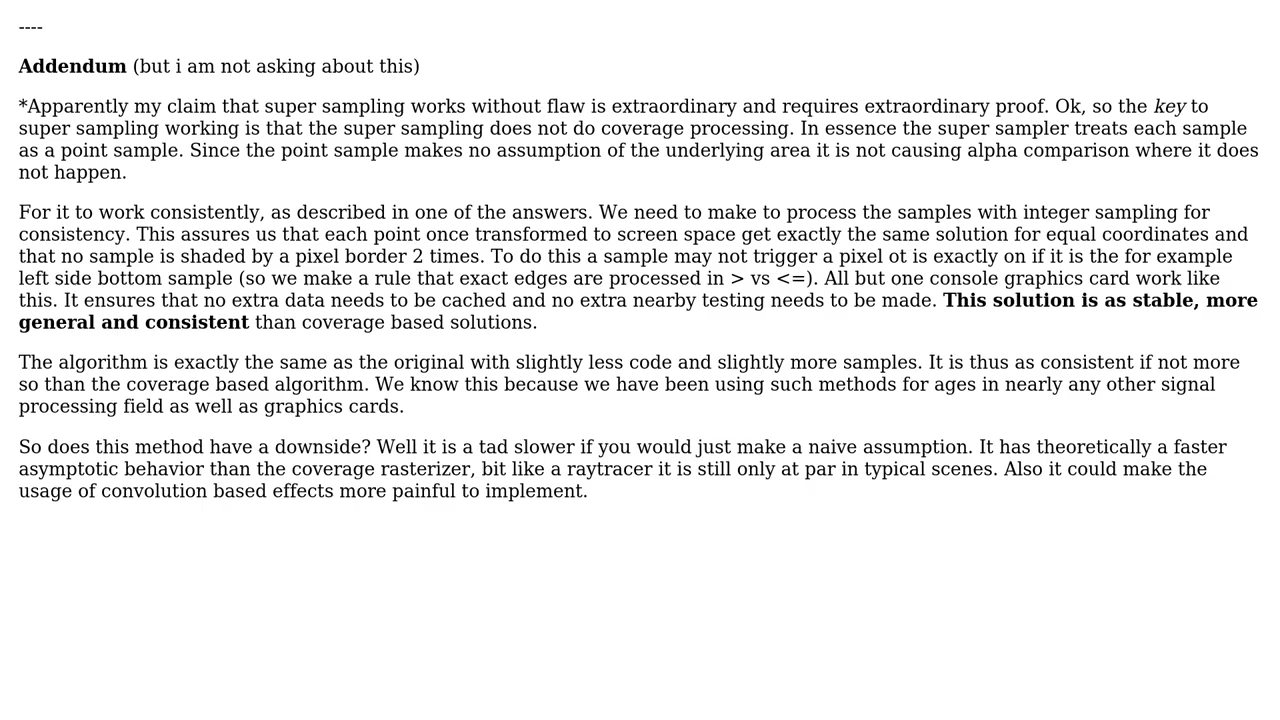 ----
Addendum (but i am not asking about this)
*Apparently my claim that super sampling works without flaw is extraordinary and requires extraordinary proof. Ok, so the key to
super sampling working is that the super sampling does not do coverage processing. In essence the super sampler treats each sample
as a point sample. Since the point sample makes no assumption of the underlying area it is not causing alpha comparison where it does
not happen.
For it to work consistently, as described in one of the answers. We need to make to process the samples with integer sampling for
consistency. This assures us that each point once transformed to screen space get exactly the same solution for equal coordinates and
that no sample is shaded by a pixel border 2 times. To do this a sample may not trigger a pixel ot is exactly on if it is the for example
left side bottom sample (so we make a rule that exact edges are processed in > vs <=). All but one console graphics card work like
this. It ensures that no extra data needs to be cached and no extra nearby testing needs to be made. This solution is as stable, more
general and consistent than coverage based solutions.
The algorithm is exactly the same as the original with slightly less code and slightly more samples. It is thus as consistent if not more
so than the coverage based algorithm. We know this because we have been using such methods for ages in nearly any other signal
processing field as well as graphics cards.
So does this method have a downside? Well it is a tad slower if you would just make a naive assumption. It has theoretically a faster
asymptotic behavior than the coverage rasterizer, bit like a raytracer it is still only at par in typical scenes. Also it could make the
usage of convolution based effects more painful to implement.